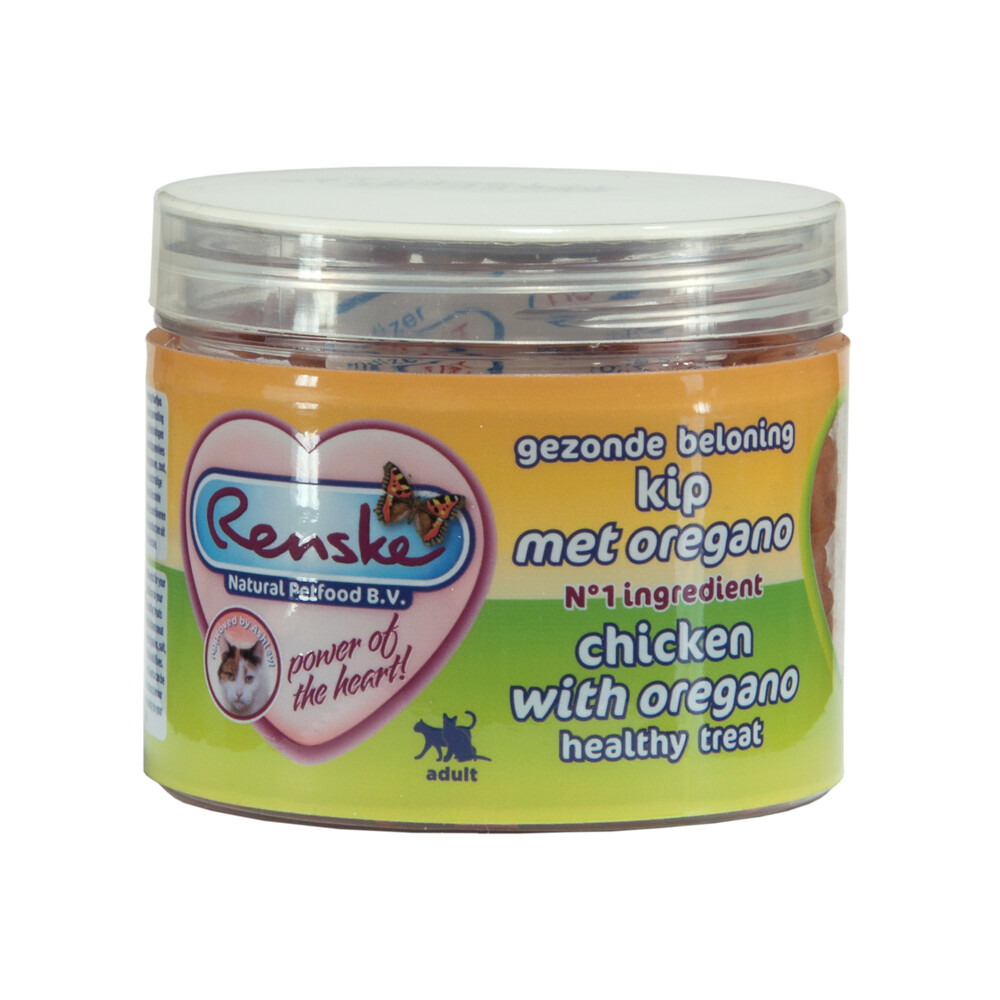 gezonde beloning
kip
met oregano
N°1 ingredient
chicken
with oregano
healthy treat
Renske
Natural Petfood B.V.
power of
the heart!
adult